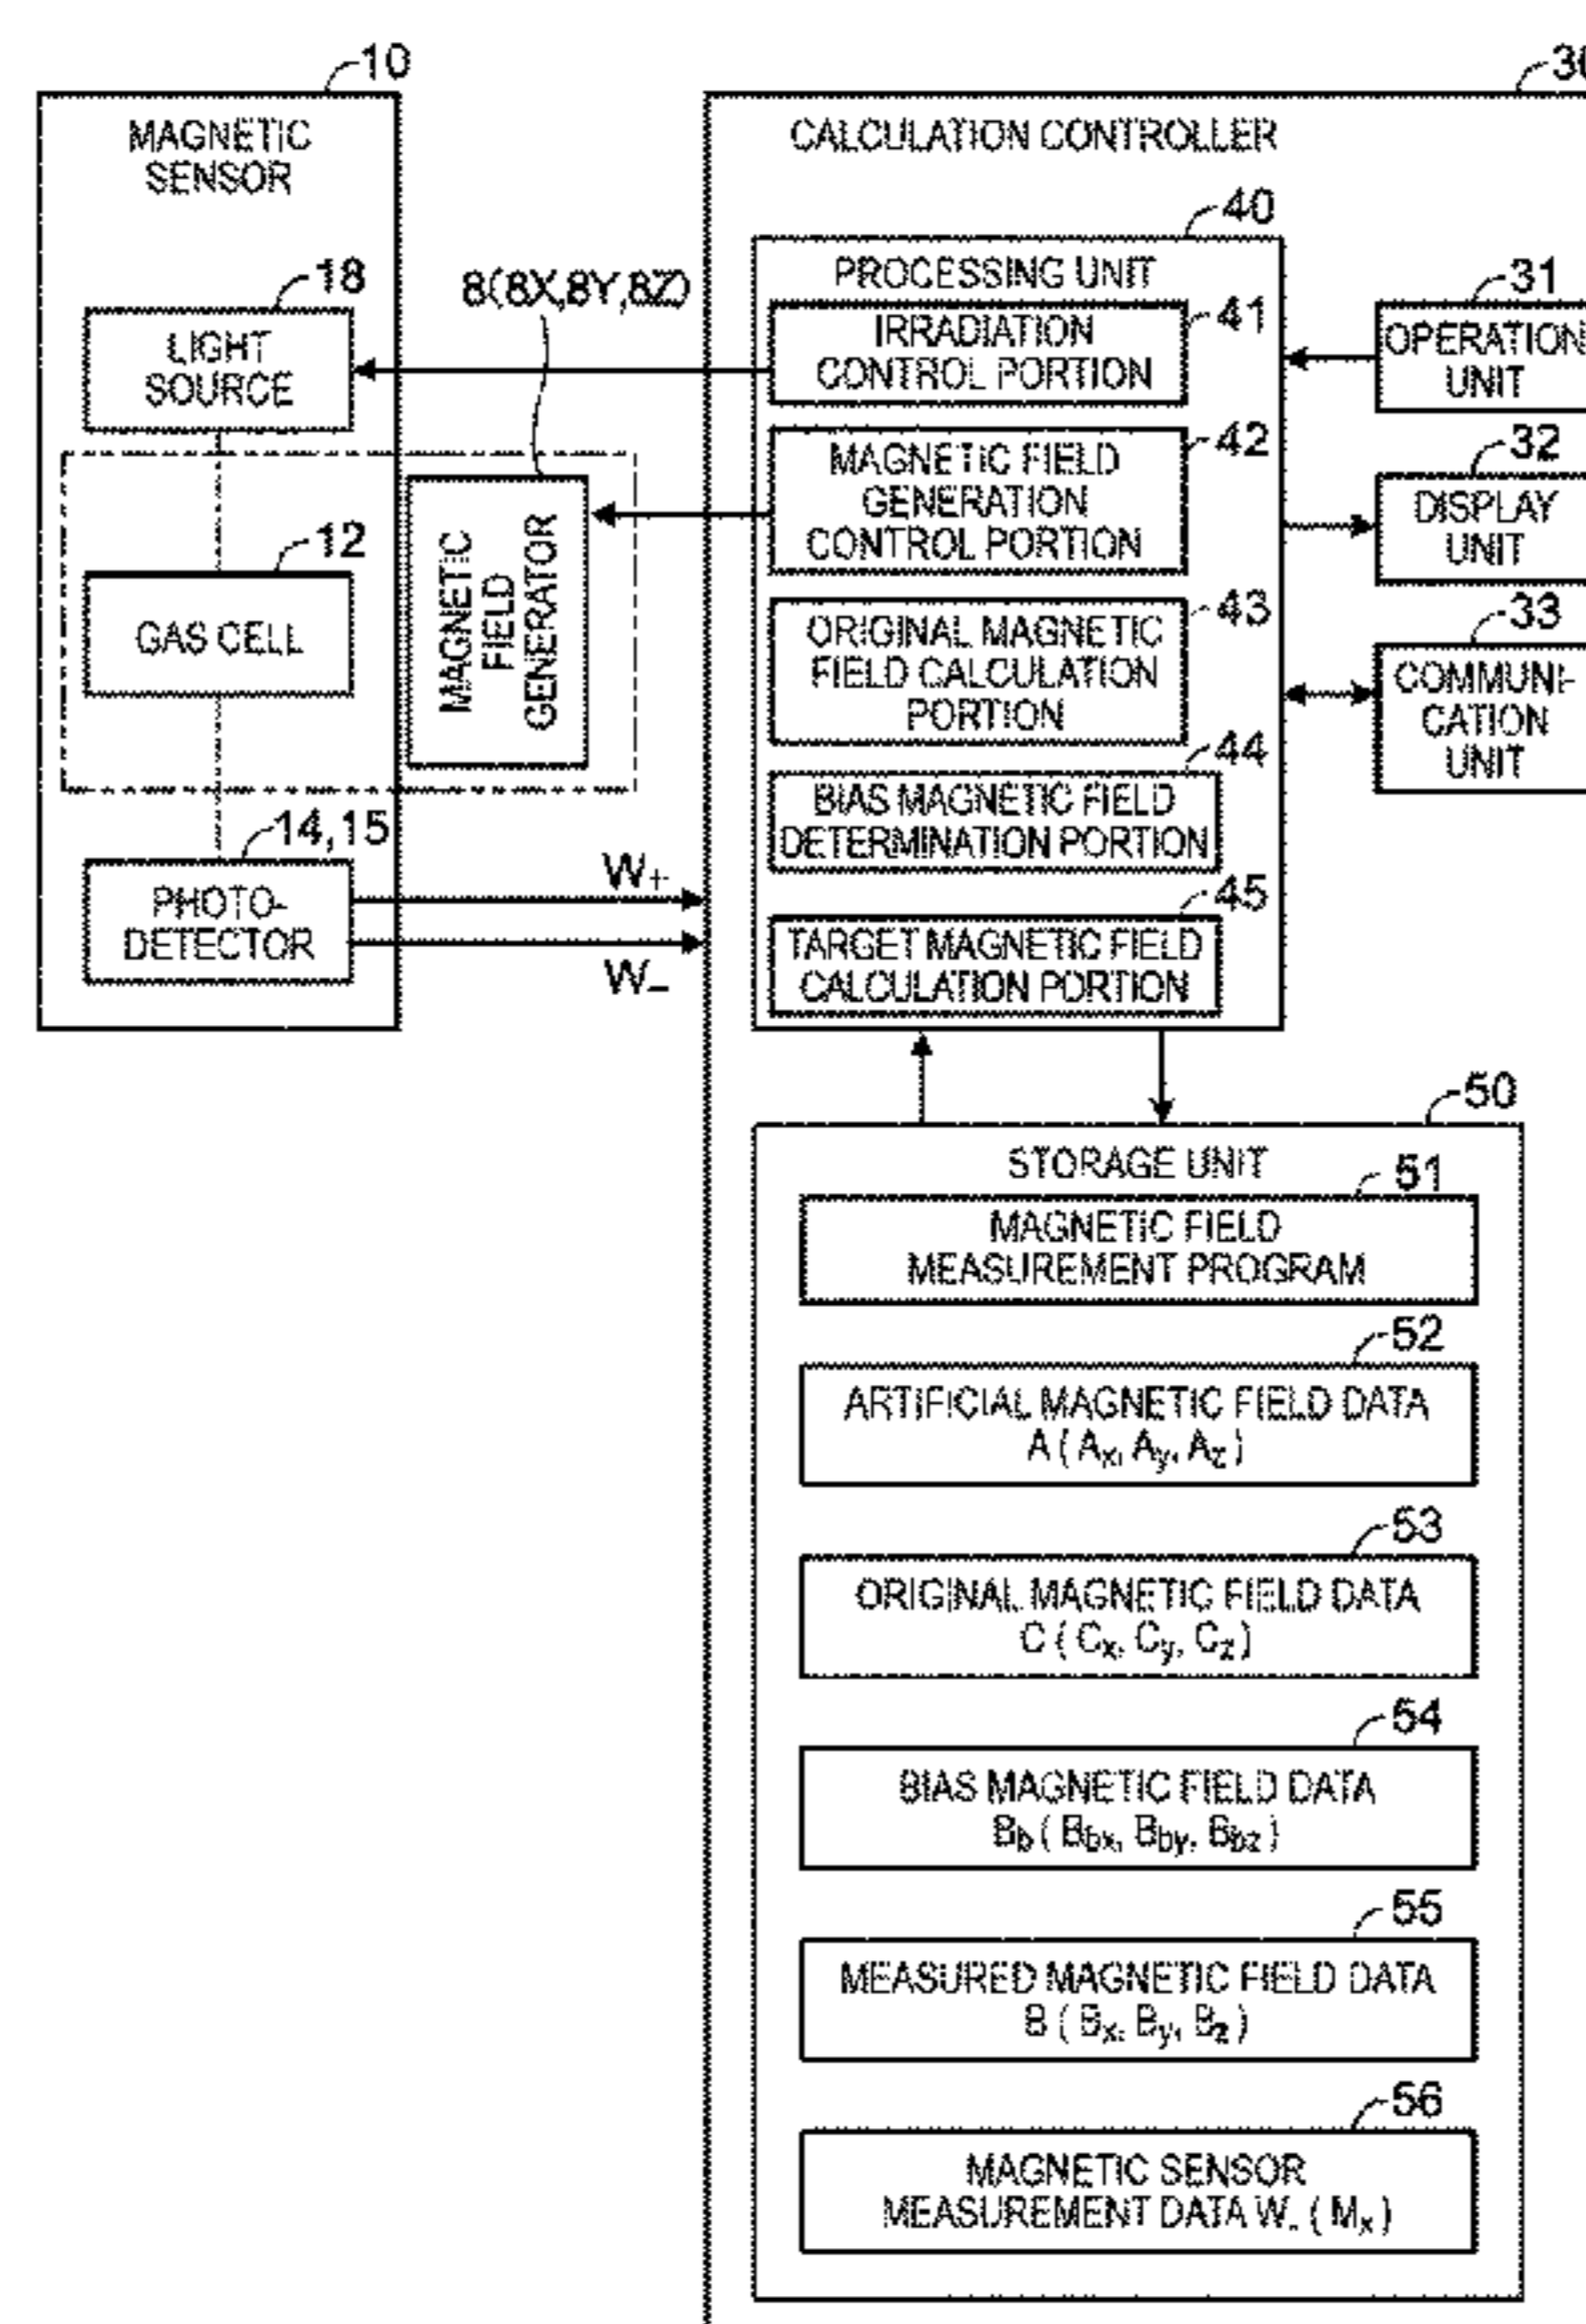 10
MAGNETIC
SENSOR
18
LIGHT
SOURCE
12
GAS CELL
14,15
PHOTO-
DETECTOR
8(8X,8Y,8Z)
MAGNETIC
FIELD
GENERATOR
W+
W–
CALCULATION CONTROLLER
40
PROCESSING UNIT
41
IRRADIATION
CONTROL PORTION
42
MAGNETIC FIELD
GENERATION
CONTROL PORTION
43
ORIGINAL MAGNETIC
FIELD CALCULATION
PORTION
44
BIAS MAGNETIC FIELD
DETERMINATION PORTION
45
TARGET MAGNETIC FIELD
CALCULATION PORTION
31
OPERATION
UNIT
32
DISPLAY
UNIT
33
COMMUNI-
CATION
UNIT
50
STORAGE UNIT
51
MAGNETIC FIELD
MEASUREMENT PROGRAM
52
ARTIFICIAL MAGNETIC FIELD DATA
A ( Ax, Ay, Az )
53
ORIGINAL MAGNETIC FIELD DATA
C ( Cx, Cy, Cz )
54
BIAS MAGNETIC FIELD DATA
Bb ( Bbx, Bby, Bbz )
55
MEASURED MAGNETIC FIELD DATA
B ( Bx, By, Bz )
56
MAGNETIC SENSOR
MEASUREMENT DATA W- ( Mx )